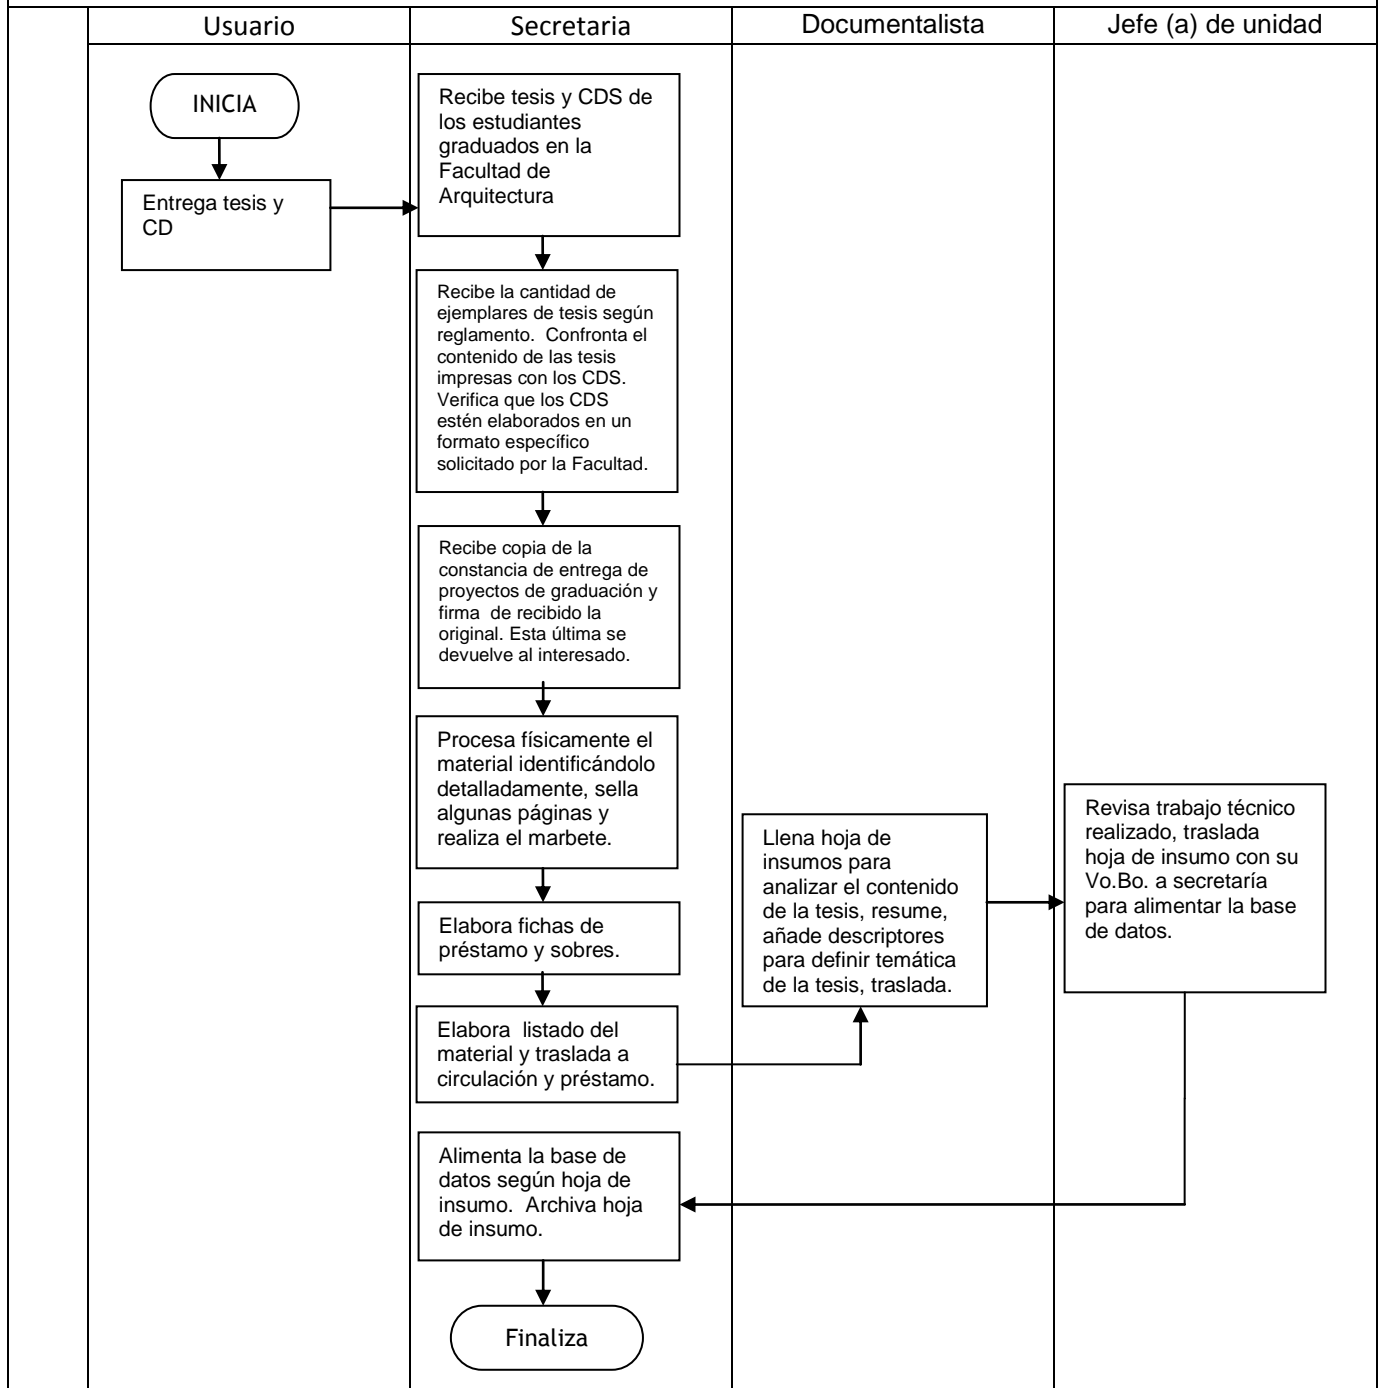 Usuario
Secretaria
Documentalista
Jefe (a) de unidad
INICIA
Entrega tesis y
CD
Recibe tesis y CDS de
los estudiantes
graduados en la
Facultad de
Arquitectura
Recibe la cantidad de
ejemplares de tesis según
reglamento.  Confronta el
contenido de las tesis
impresas con los CDS.
Verifica que los CDS
estén elaborados en un
formato específico
solicitado por la Facultad.
Recibe copia de la
constancia de entrega de
proyectos de graduación y
firma  de recibido la
original. Esta última se
devuelve al interesado.
Procesa físicamente el
material identificándolo
detalladamente, sella
algunas páginas y
realiza el marbete.
Elabora fichas de
préstamo y sobres.
Elabora  listado del
material y traslada a
circulación y préstamo.
Llena hoja de
insumos para
analizar el contenido
de la tesis, resume,
añade descriptores
para definir temática
de la tesis, traslada.
Revisa trabajo técnico
realizado, traslada
hoja de insumo con su
Vo.Bo. a secretaría
para alimentar la base
de datos.
Alimenta la base de
datos según hoja de
insumo.  Archiva hoja
de insumo.
Finaliza